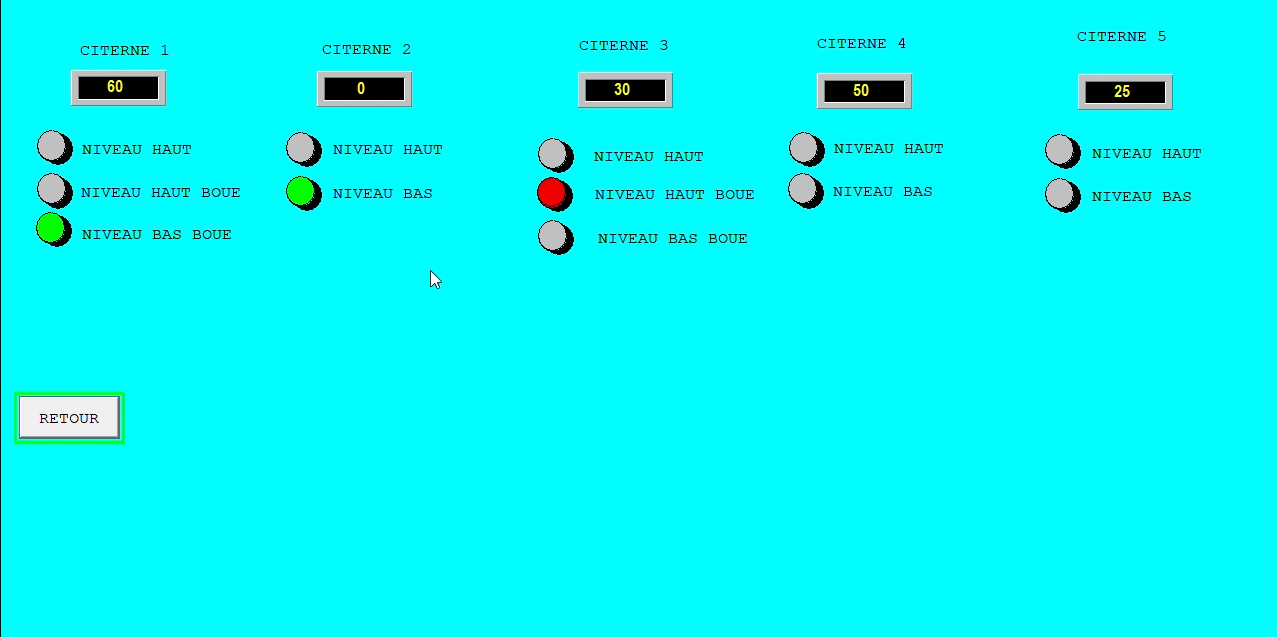 CITERNE 1
60
NIVEAU HAUT
NIVEAU HAUT BOUE
NIVEAU BAS BOUE
CITERNE 2
0
NIVEAU HAUT
NIVEAU BAS
CITERNE 3
30
NIVEAU HAUT
NIVEAU HAUT BOUE
NIVEAU BAS BOUE
CITERNE 4
50
NIVEAU HAUT
NIVEAU BAS
CITERNE 5
25
NIVEAU HAUT
NIVEAU BAS
RETOUR